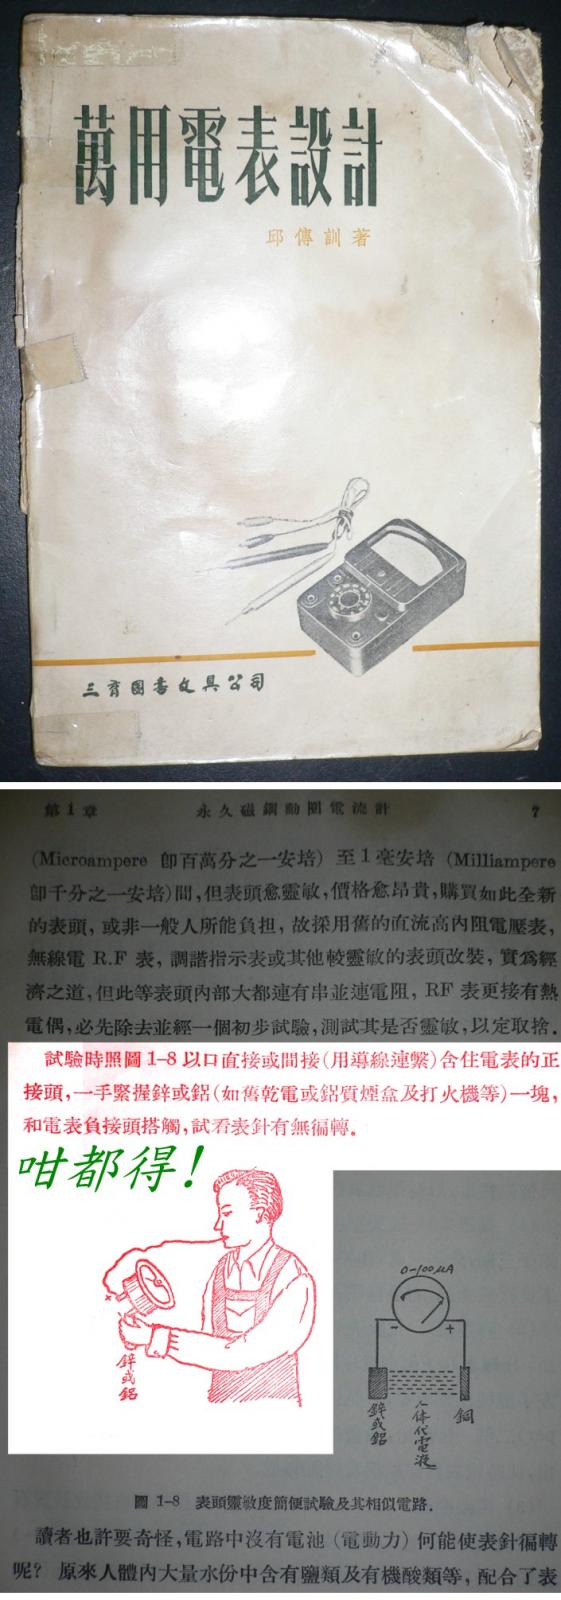 萬用電表設計
邱傳訓著
三育圖書文具公司
第1章 永久磁鋼動圈電流計 7
(Microampere 卽百萬分之一安培) 至1毫安培 (Milliampere
卽千分之一安培)間,但表頭愈靈敏,價格愈昂貴,購買如此全新
的表頭,或非一般人所能負担,故採用舊的直流高內阻電壓表,
無線電 R.F 表,調諧指示表或其他較靈敏的表頭改裝,實爲經
濟之道,但此等表頭內部大都連有串並連電阻,RF 表更接有熱
電偶,必先除去並經一個初步試驗,測試其是否靈敏,以定取捨.
試驗時照圖1-8以口直接或間接(用導線連繫)含住電表的正
接頭,一手緊握鋅或鋁(如舊乾電或鋁質煙盒及打火機等)一塊,
和電表負接頭搭觸,試看表針有無徧轉。
咁都得!
+
-
鋅或鋁
0-100μA
- +
鋅或鋁
人体代電液
銅
圖 1-8 表頭靈敏度簡便試驗及其相似電路.
讀者也許要奇怪,電路中沒有電池 (電動力) 何能使表針徧轉
呢? 原來人體內大量水份中含有鹽類及有機酸類等,配合了表